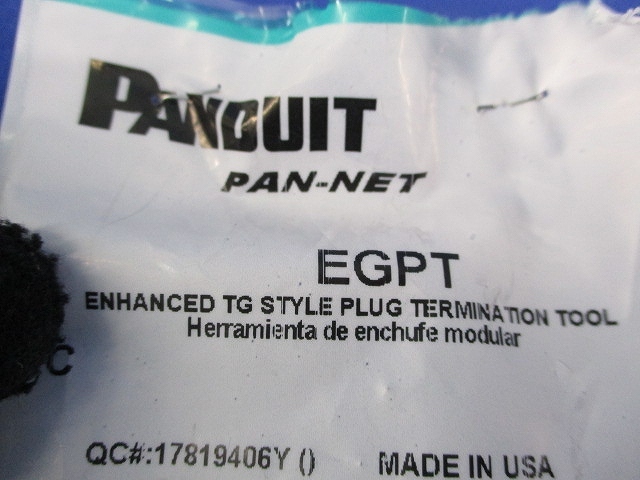 PANDUIT
PAN-NET
EGPT
ENHANCED TG STYLE PLUG TERMINATION TOOL
Herramienta de enchufe modular
C
QC#:17819406Y ()
MADE IN USA